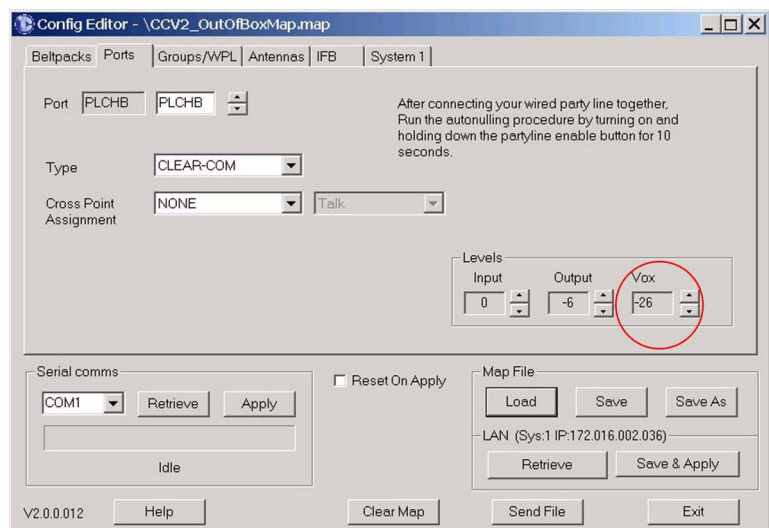 Config Editor - \CCV2_OutOfBoxMap.map
Beltpacks Ports Groups/WPL Antennas IFB System 1
Port PLCHB PLCHB
After connecting your wired party line together,
Run the autonulling procedure by turning on and
holding down the partyline enable button for 10
seconds.
Type CLEAR-COM
Cross Point
Assignment
NONE Talk
Levels
Input Output Vox
0 -6 -26
Serial comms
COM1 Retrieve Apply
Idle
Reset On Apply
Map File
Load Save Save As
LAN (Sys:1 IP:172.016.002.036)
Retrieve Save & Apply
V2.0.0.012 Help Clear Map Send File Exit